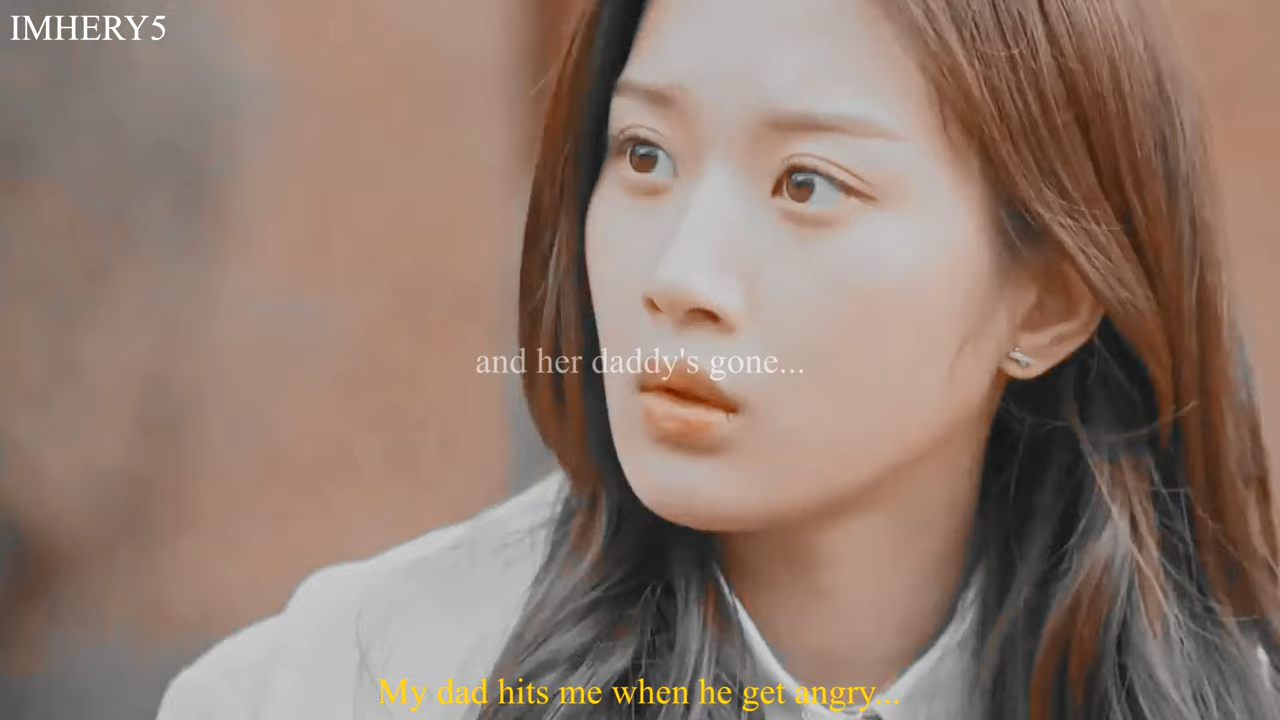 IMHERY5
and her daddy's gone...
My dad hits me when he get angry...